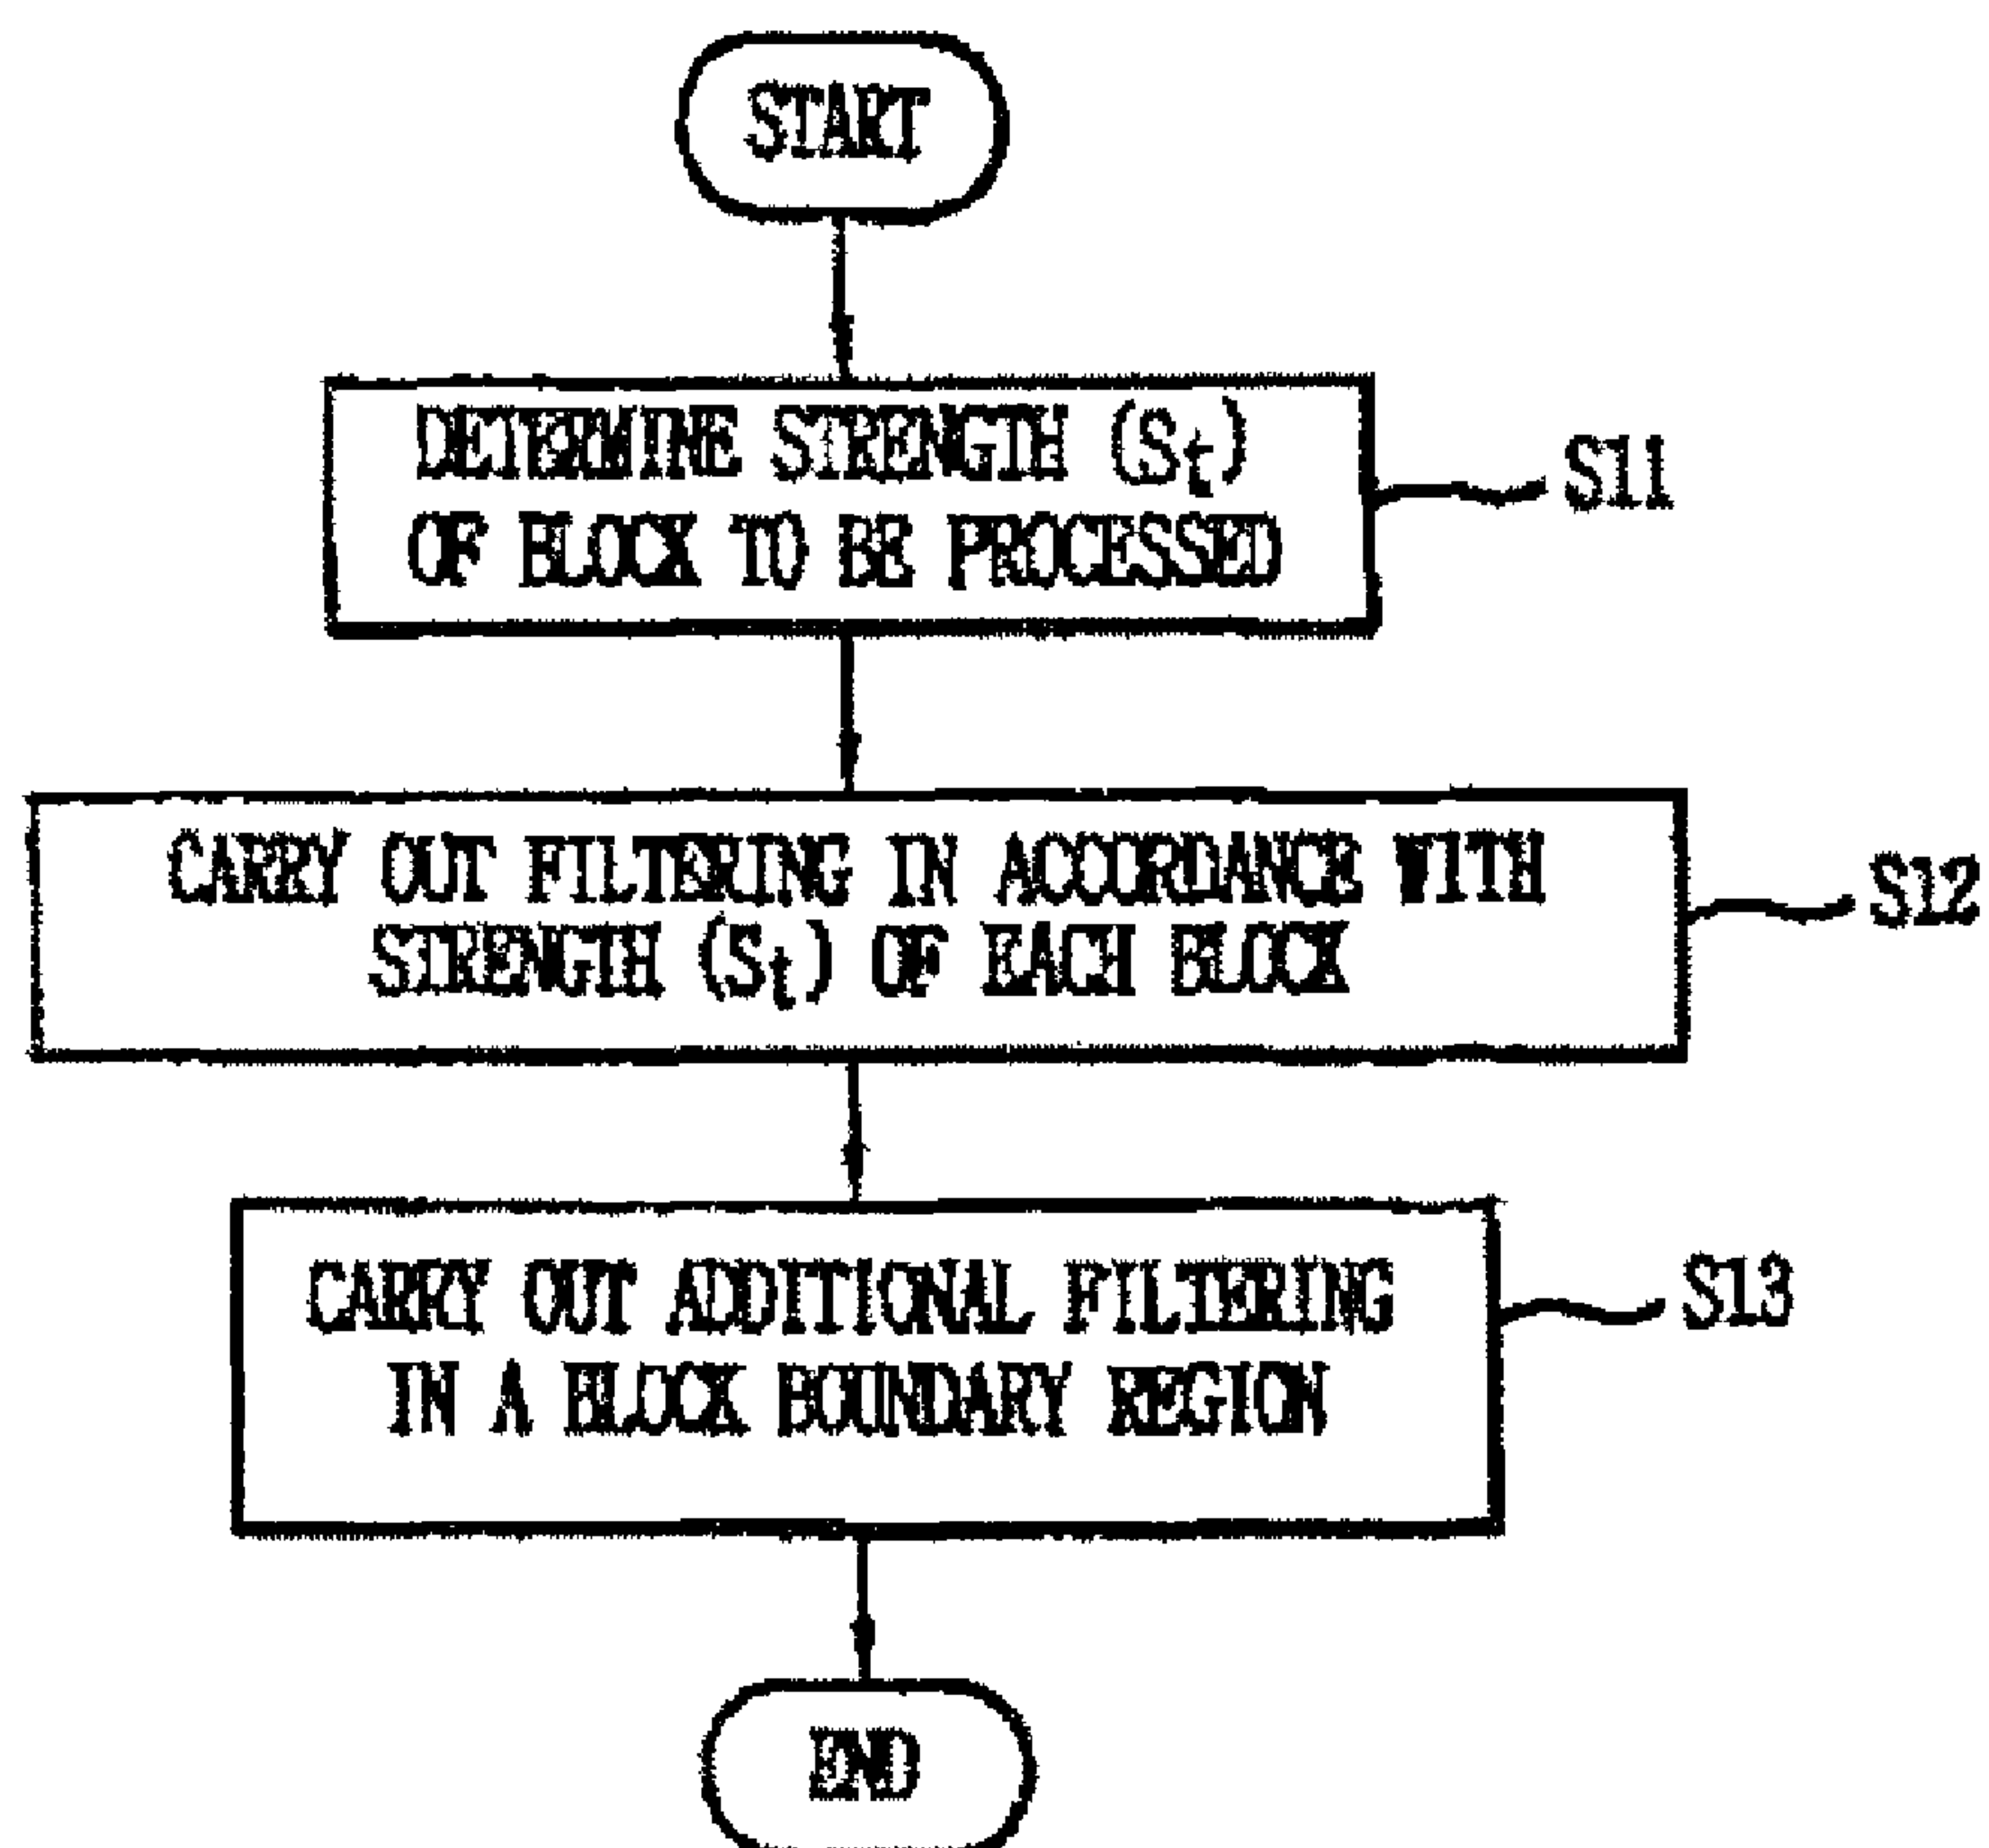 START
DETERMINE STRENGTH (St)
OF BLOCK TO BE PROCESSED
S11
CARRY OUT FILTERING IN ACCORDANCE WITH
STRENGTH (St) OF EACH BLOCK
S12
CARRY OUT ADDITIONAL FILTERING
IN A BLOCK BOUNDARY REGION
S13
END